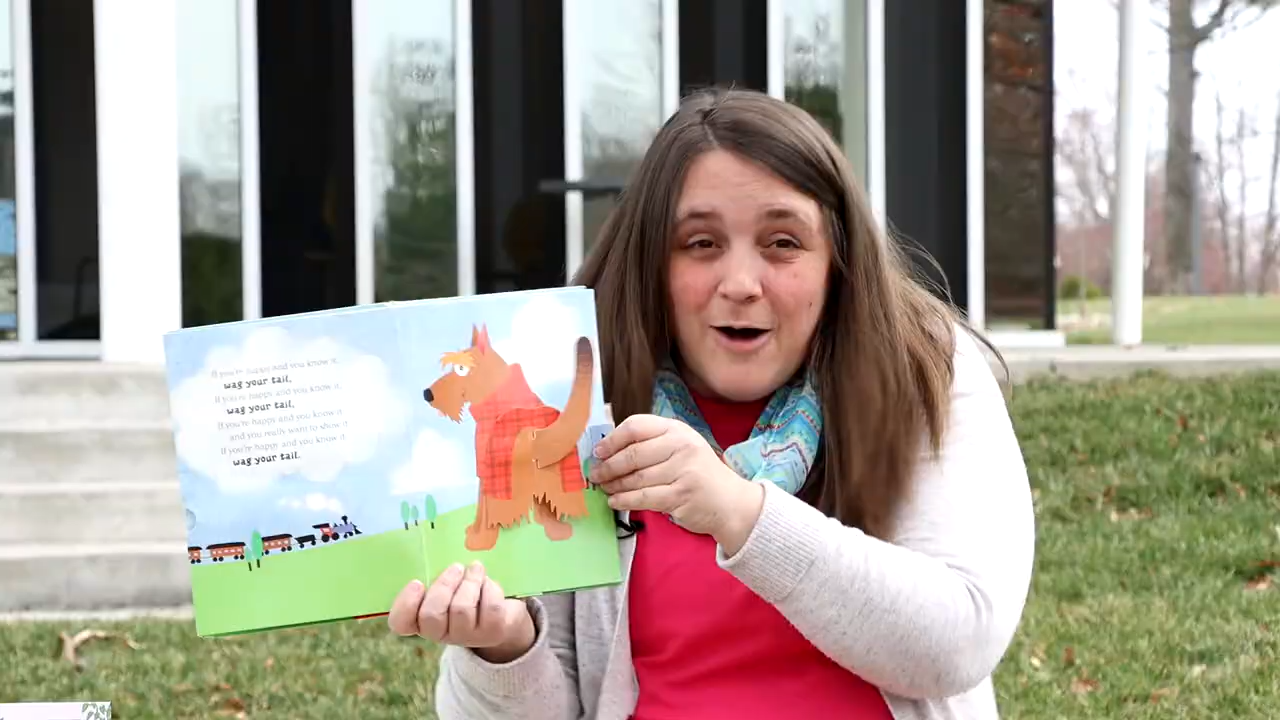 If you're happy and you know it,
wag your tail.
If you're happy and you know it,
wag your tail.
If you're happy and you know it
and you really want to show it
If you're happy and you know it
wag your tail.